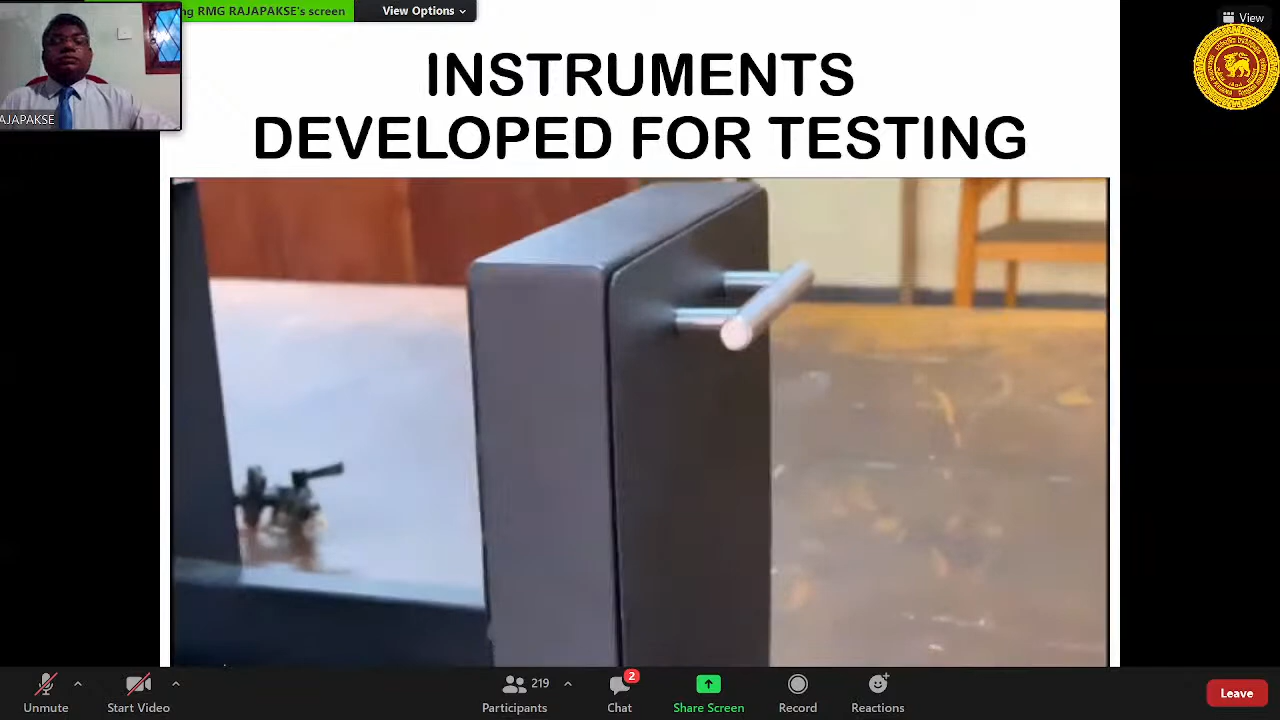 ng RMG RAJAPAKSE's screen
View Options
View
AJAPAKSE
INSTRUMENTS
DEVELOPED FOR TESTING
Unmute
Start Video
219
Participants
2
Chat
Share Screen
Record
Reactions
Leave